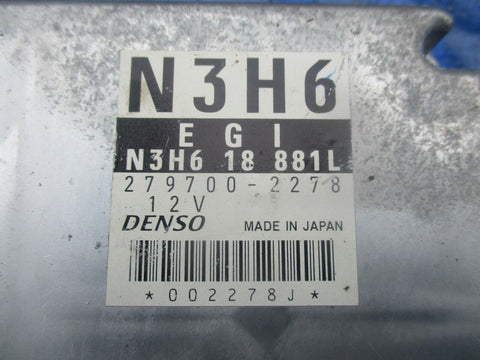 N3H6
EGI
N3H6 18 881L
279700-2278
12V
DENSO MADE IN JAPAN
*002278J*